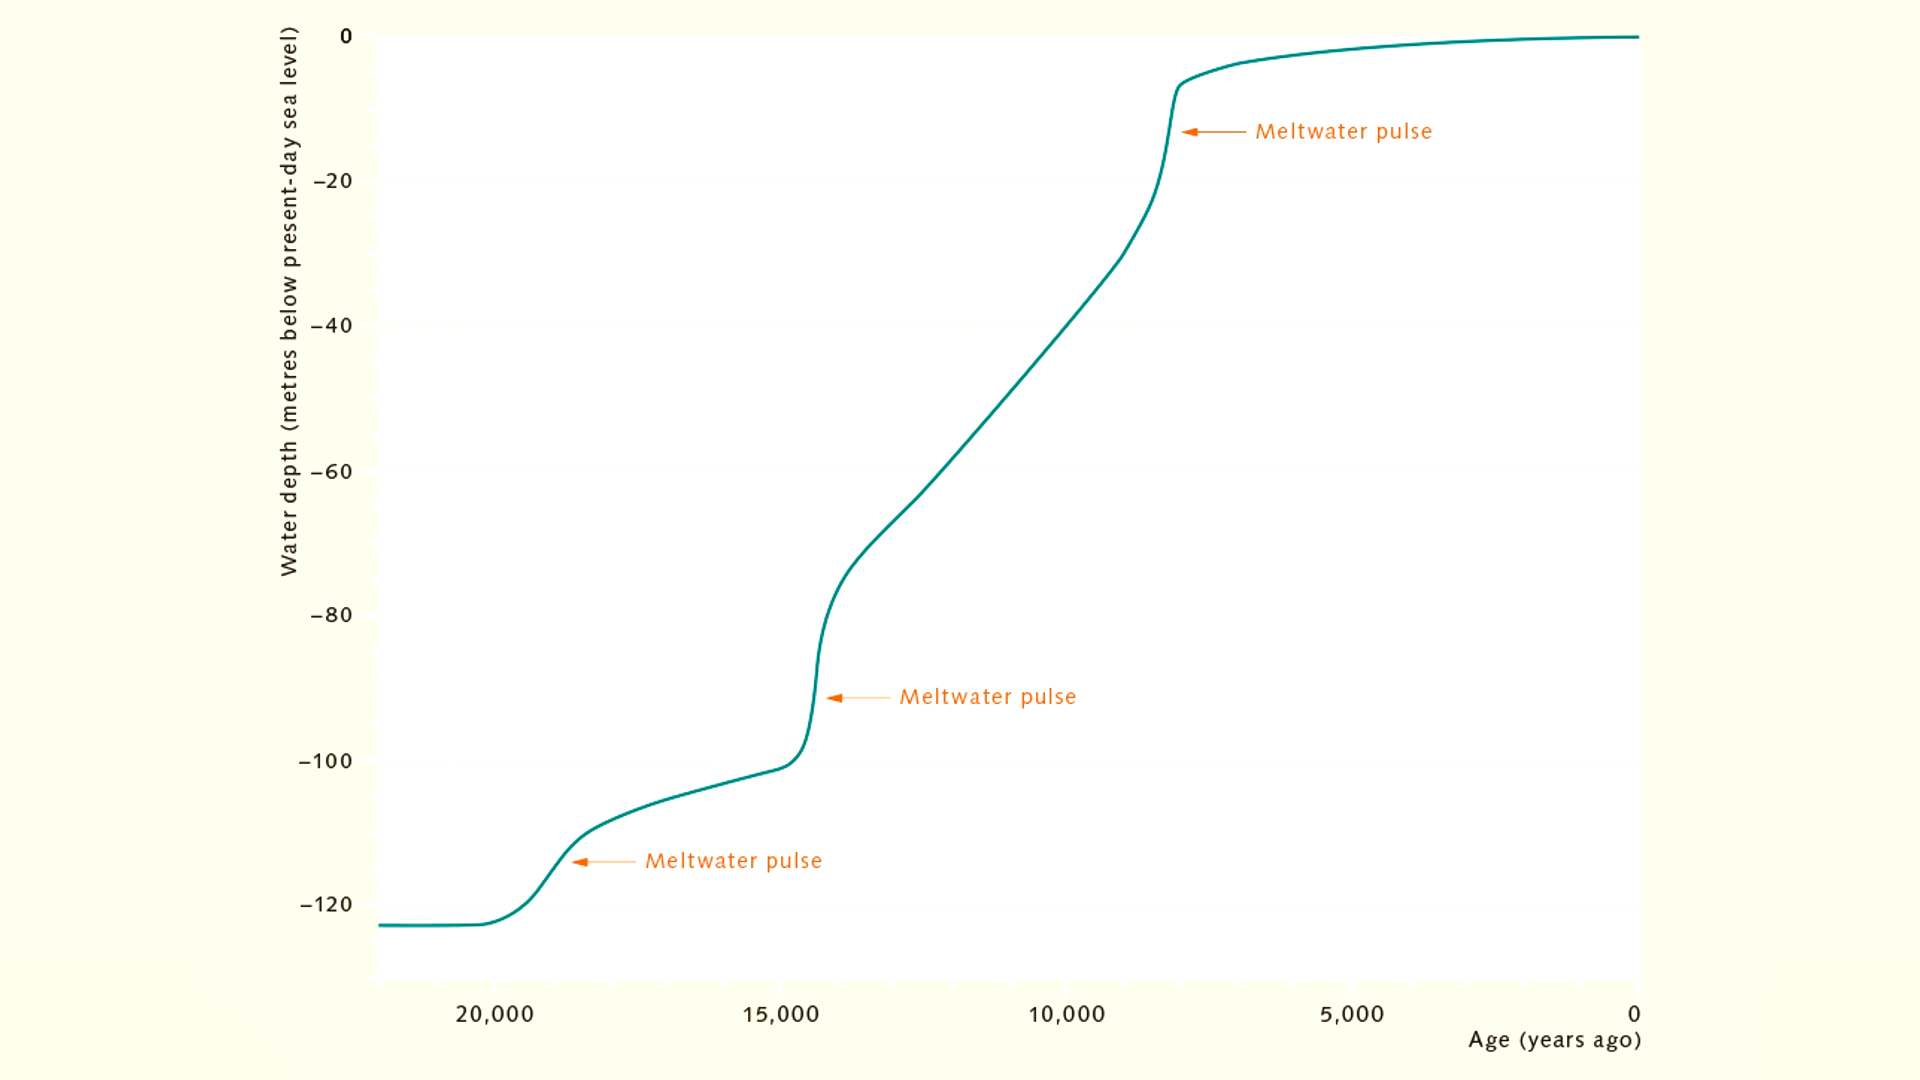 Water depth (metres below present-day sea level)
0
–20
–40
–60
–80
–100
–120
Meltwater pulse
Meltwater pulse
Meltwater pulse
20,000
15,000
10,000
5,000
0
Age (years ago)